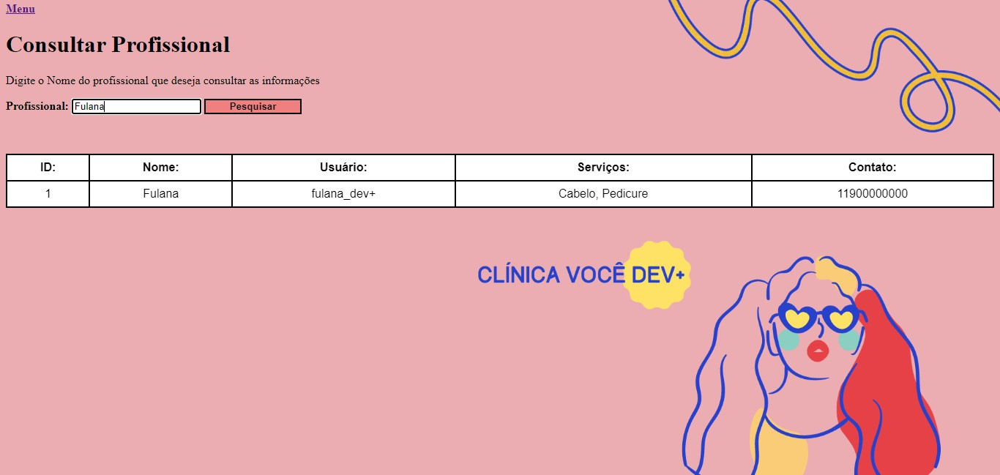 Menu
Consultar Profissional
Digite o Nome do profissional que deseja consultar as informações
Profissional: Fulana Pesquisar
ID: Nome: Usuário: Serviços: Contato:
1 Fulana fulana_dev+ Cabelo, Pedicure 11900000000
CLÍNICA VOCÊ DEV+